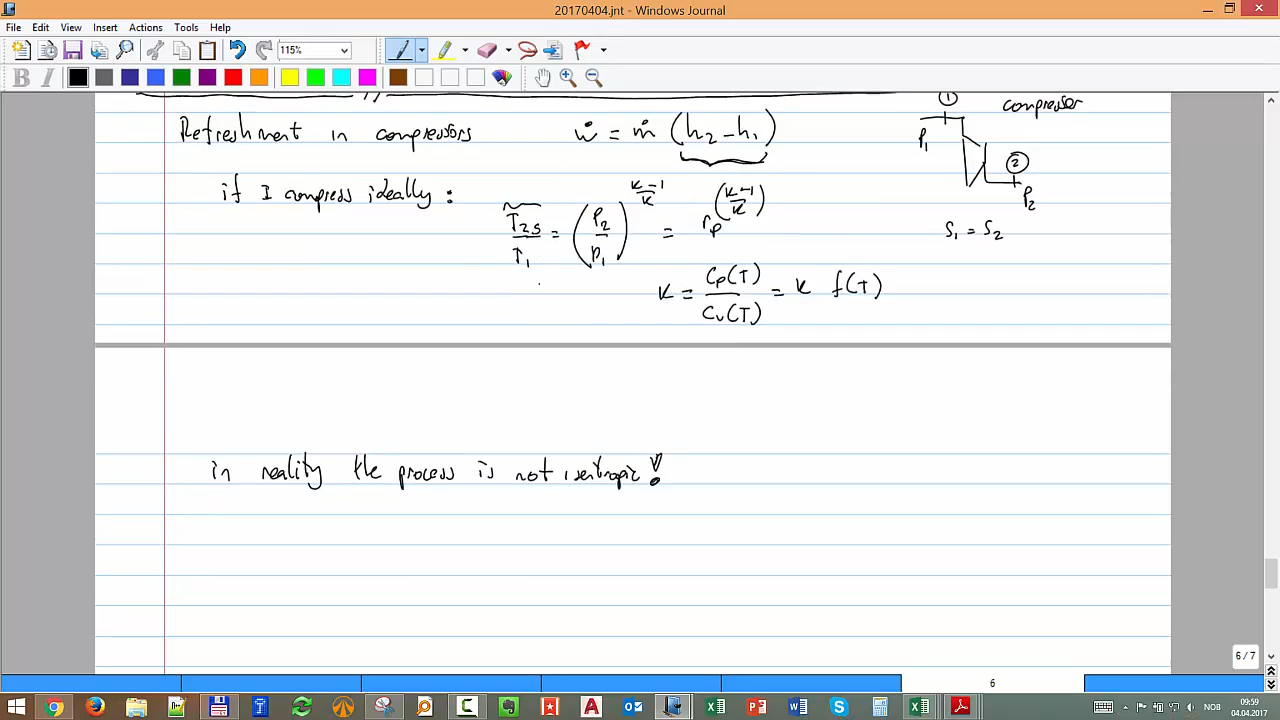 20170404.jnt - Windows Journal
File Edit View Insert Actions Tools Help
115%
B I
① compressor
Refreshment in compressors ẇ = ṁ (h₂ - h₁)
P₁
②
P₂
if I compress ideally :
T₂s/T₁ = (P₂/P₁)^((k-1)/k) = rp^((k-1)/k)
S₁ = S₂
k = Cp(T)/Cv(T) = k f(T)
in reality the process is not isentropic !
6 / 7
6
NOB
09:59
04.04.2017